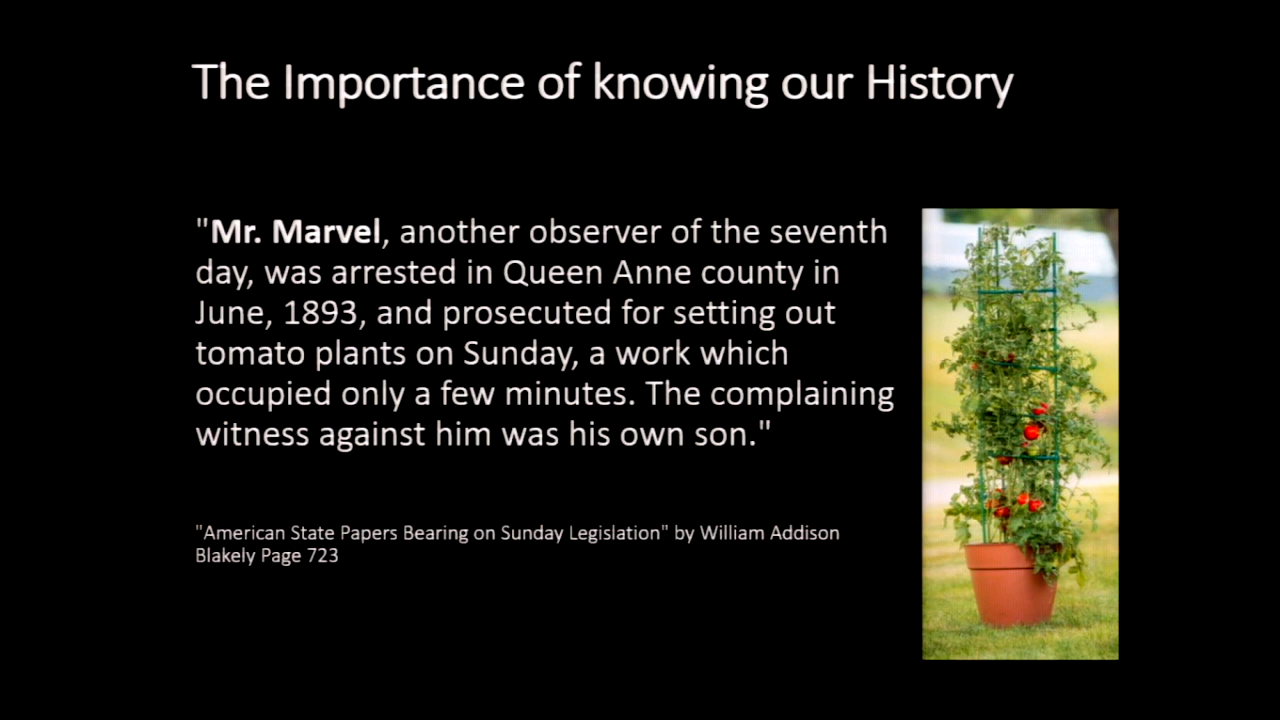 The Importance of knowing our History
"Mr. Marvel, another observer of the seventh
day, was arrested in Queen Anne county in
June, 1893, and prosecuted for setting out
tomato plants on Sunday, a work which
occupied only a few minutes. The complaining
witness against him was his own son."
"American State Papers Bearing on Sunday Legislation" by William Addison
Blakely Page 723